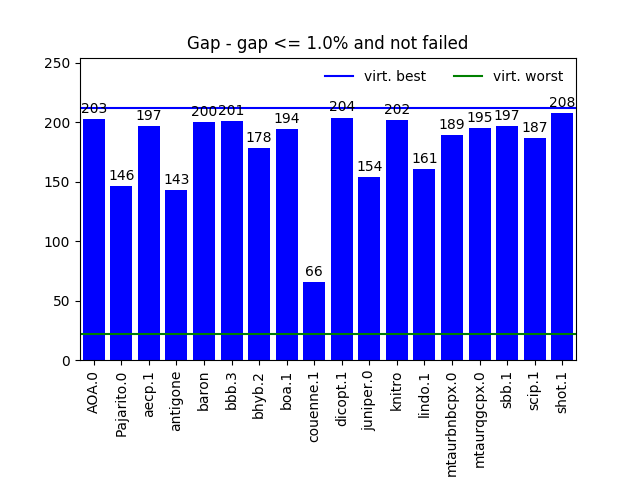 Gap - gap <= 1.0% and not failed
virt. best
virt. worst
250
200
150
100
50
0
203
146
197
143
200
201
178
194
66
204
154
202
161
189
195
197
187
208
AOA.0
Pajarito.0
aecp.1
antigone
baron
bbb.3
bhyb.2
boa.1
couenne.1
dicopt.1
juniper.0
knitro
lindo.1
mtaurbnbcpx.0
mtaurqgcpx.0
sbb.1
scip.1
shot.1